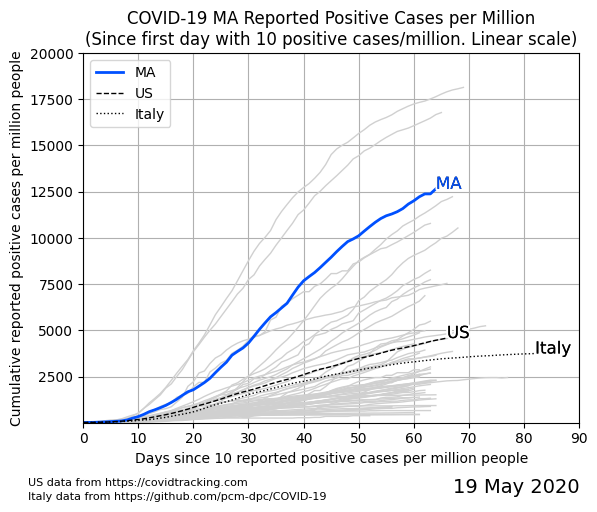 COVID-19 MA Reported Positive Cases per Million
(Since first day with 10 positive cases/million. Linear scale)
Cumulative reported positive cases per million people
20000
17500
15000
12500
10000
7500
5000
2500
MA
US
Italy
MA
US
Italy
0 10 20 30 40 50 60 70 80 90
Days since 10 reported positive cases per million people
US data from https://covidtracking.com
Italy data from https://github.com/pcm-dpc/COVID-19
19 May 2020